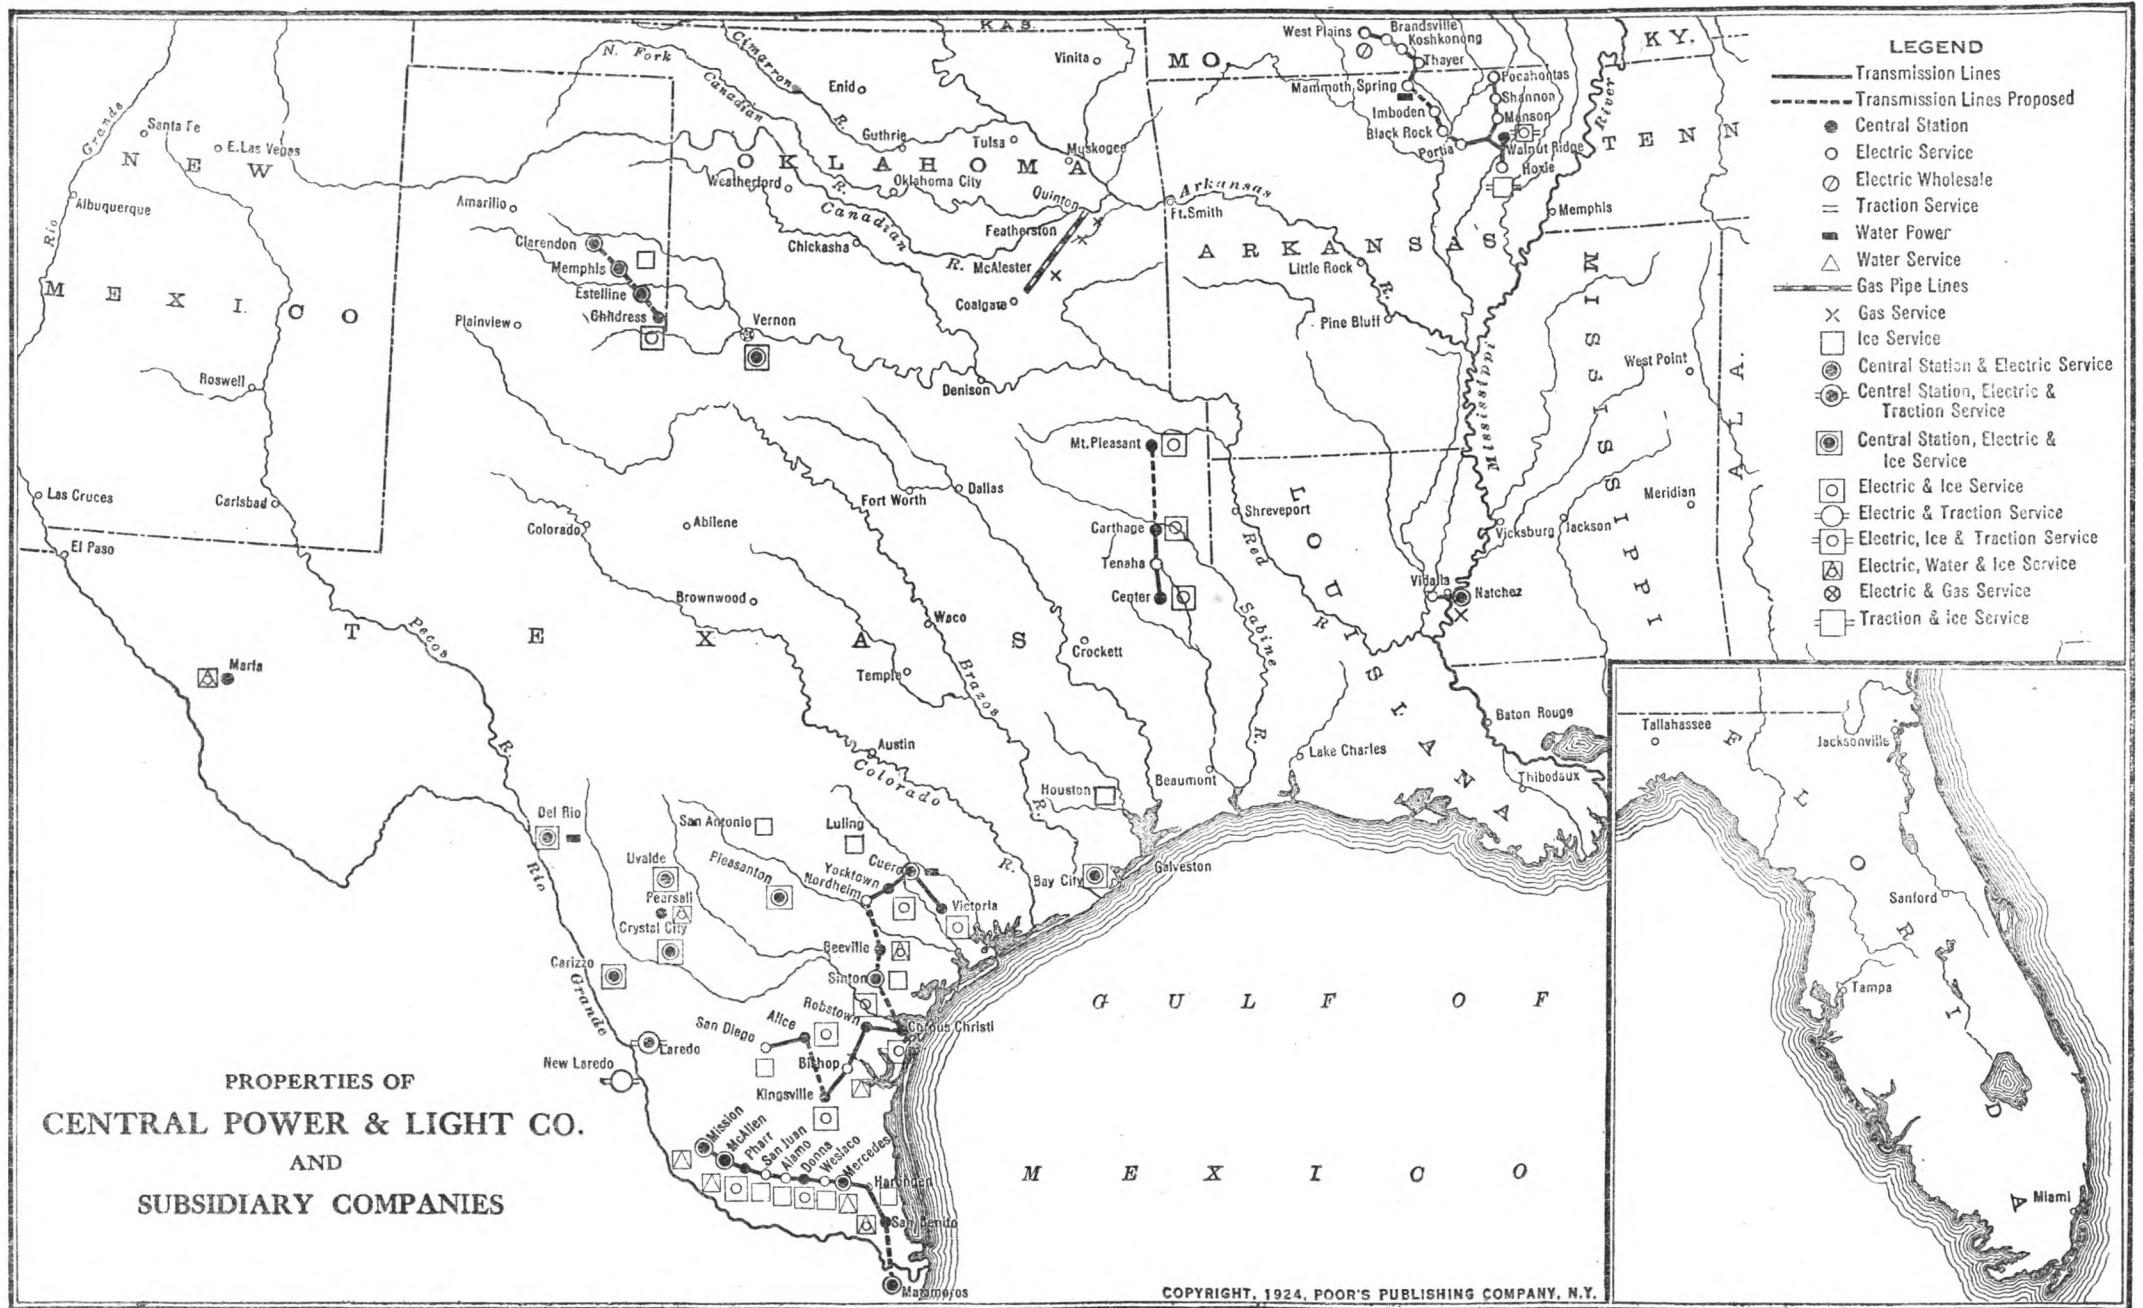 KAS.
MO.
KY.
TENN
LEGEND
Transmission Lines
Transmission Lines Proposed
Central Station
Electric Service
Electric Wholesale
Traction Service
Water Power
Water Service
Gas Pipe Lines
Gas Service
Ice Service
Central Station & Electric Service
Central Station, Electric &
Traction Service
Central Station, Electric &
Ice Service
Electric & Ice Service
Electric & Traction Service
Electric, Ice & Traction Service
Electric, Water & Ice Service
Electric & Gas Service
Traction & Ice Service
NEW
MEXICO
Rio
Grande
Santa Fe
E. Las Vegas
Albuquerque
Roswell
Las Cruces
Carlsbad
El Paso
OKLAHOMA
N. Fork
Canadian
R.
Cimarron
R.
Canadian
R.
Vinita
Enid
Guthrie
Tulsa
Muskogee
Weatherford
Oklahoma City
Quinton
Featherston
Chickasha
McAlester
Coalgate
Amarillo
Clarendon
Memphis
Estelline
Childress
Vernon
Plainview
Denison
ARKANSAS
Arkansas
R.
Ft. Smith
Little Rock
Pine Bluff
West Plains
Brandsville
Koshkonong
Thayer
Mammoth Spring
Imboden
Black Rock
Portia
Pocahontas
Shannon
Manson
Walnut Ridge
Hoxie
Memphis
Mississippi
River
MISSISSIPPI
ALA.
West Point
Meridian
Vicksburg
Jackson
Vidalia
Natchez
LOUISIANA
Shreveport
Red
Sabine
R.
Lake Charles
Baton Rouge
Thibodaux
TEXAS
Mt. Pleasant
Carthage
Tenaha
Center
Fort Worth
Dallas
Colorado
Abilene
Brownwood
Waco
Crockett
Temple
Brazos
R.
Pecos
R.
Marfa
Austin
Colorado
R.
Beaumont
Houston
Galveston
Bay City
Del Rio
Rio
Grande
San Antonio
Luling
Uvalde
Pleasanton
Cuero
Yorktown
Nordheim
Victoria
Pearsall
Crystal City
Carizzo
Beeville
Sinton
Robstown
Corpus Christi
Alice
San Diego
Bishop
Kingsville
Laredo
New Laredo
Mission
McAllen
Pharr
San Juan
Alamo
Donna
Weslaco
Mercedes
Harlingen
San Benito
Matamoros
GULF OF
MEXICO
FLORIDA
Tallahassee
Jacksonville
Sanford
Tampa
Miami
PROPERTIES OF
CENTRAL POWER & LIGHT CO.
AND
SUBSIDIARY COMPANIES
COPYRIGHT, 1924, POOR'S PUBLISHING COMPANY, N.Y.